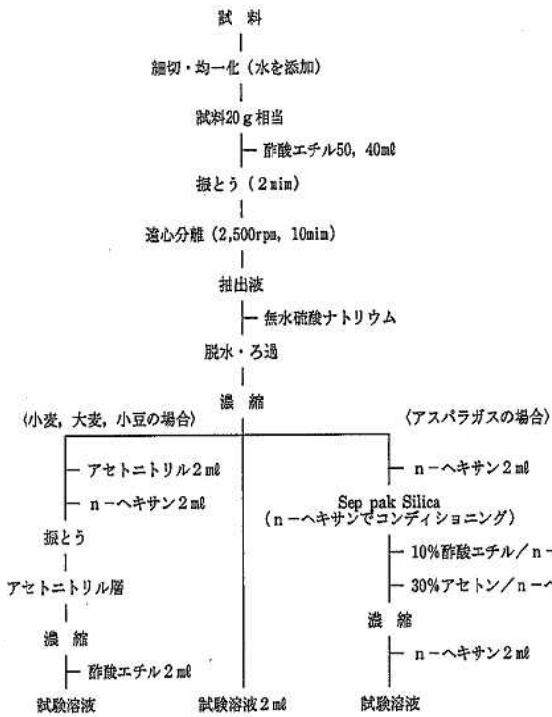 試 料
細切・均一化(水を添加)
試料20g相当
酢酸エチル50, 40ml
振とう(2mim)
遠心分離(2,500rpm, 10mim)
抽出液
無水硫酸ナトリウム
脱水・ろ過
濃 縮
〈小麦,大麦,小豆の場合〉
〈アスパラガスの場合〉
アセトニトリル2ml
n-ヘキサン2ml
振とう
アセトニトリル層
濃 縮
酢酸エチル2ml
試験溶液
試験溶液2ml
n-ヘキサン2ml
Sep pak Silica
(n-ヘキサンでコンディショニング)
10%酢酸エチル/n-
30%アセトン/n-ヘ
濃 縮
n-ヘキサン2ml
試験溶液